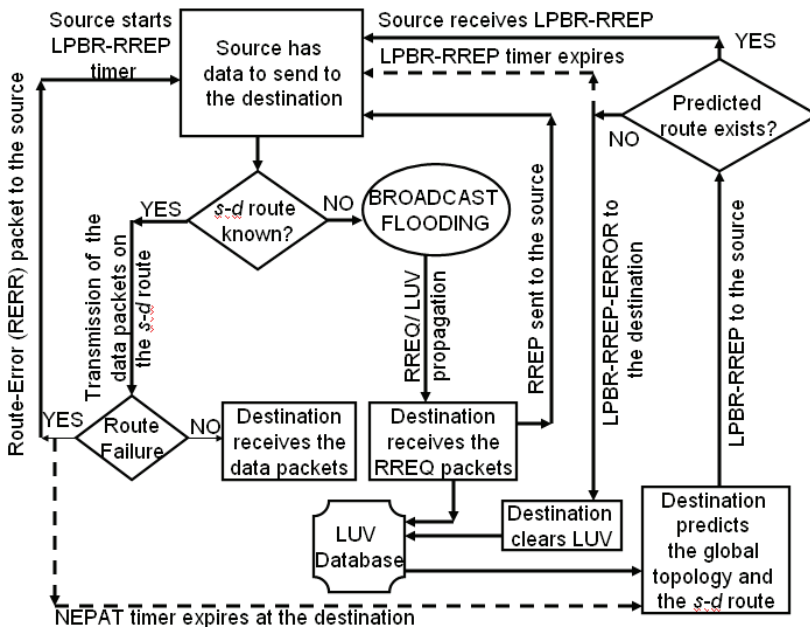 Source starts
LPBR-RREP
timer
Source has
data to send to
the destination
Source receives LPBR-RREP
LPBR-RREP timer expires
YES
Predicted
route exists?
NO
Route-Error (RERR) packet to the source
YES
s-d route
known?
NO
BROADCAST
FLOODING
Transmission of the
data packets on
the s-d route
RREQ/ LUV
propagation
RREP sent to the source
LPBR-RREP-ERROR to
the destination
LPBR-RREP to the source
YES
Route
Failure
NO
Destination
receives the
data packets
Destination
receives the
RREQ packets
LUV
Database
Destination
clears LUV
Destination
predicts
the global
topology and
the s-d route
NEPAT timer expires at the destination